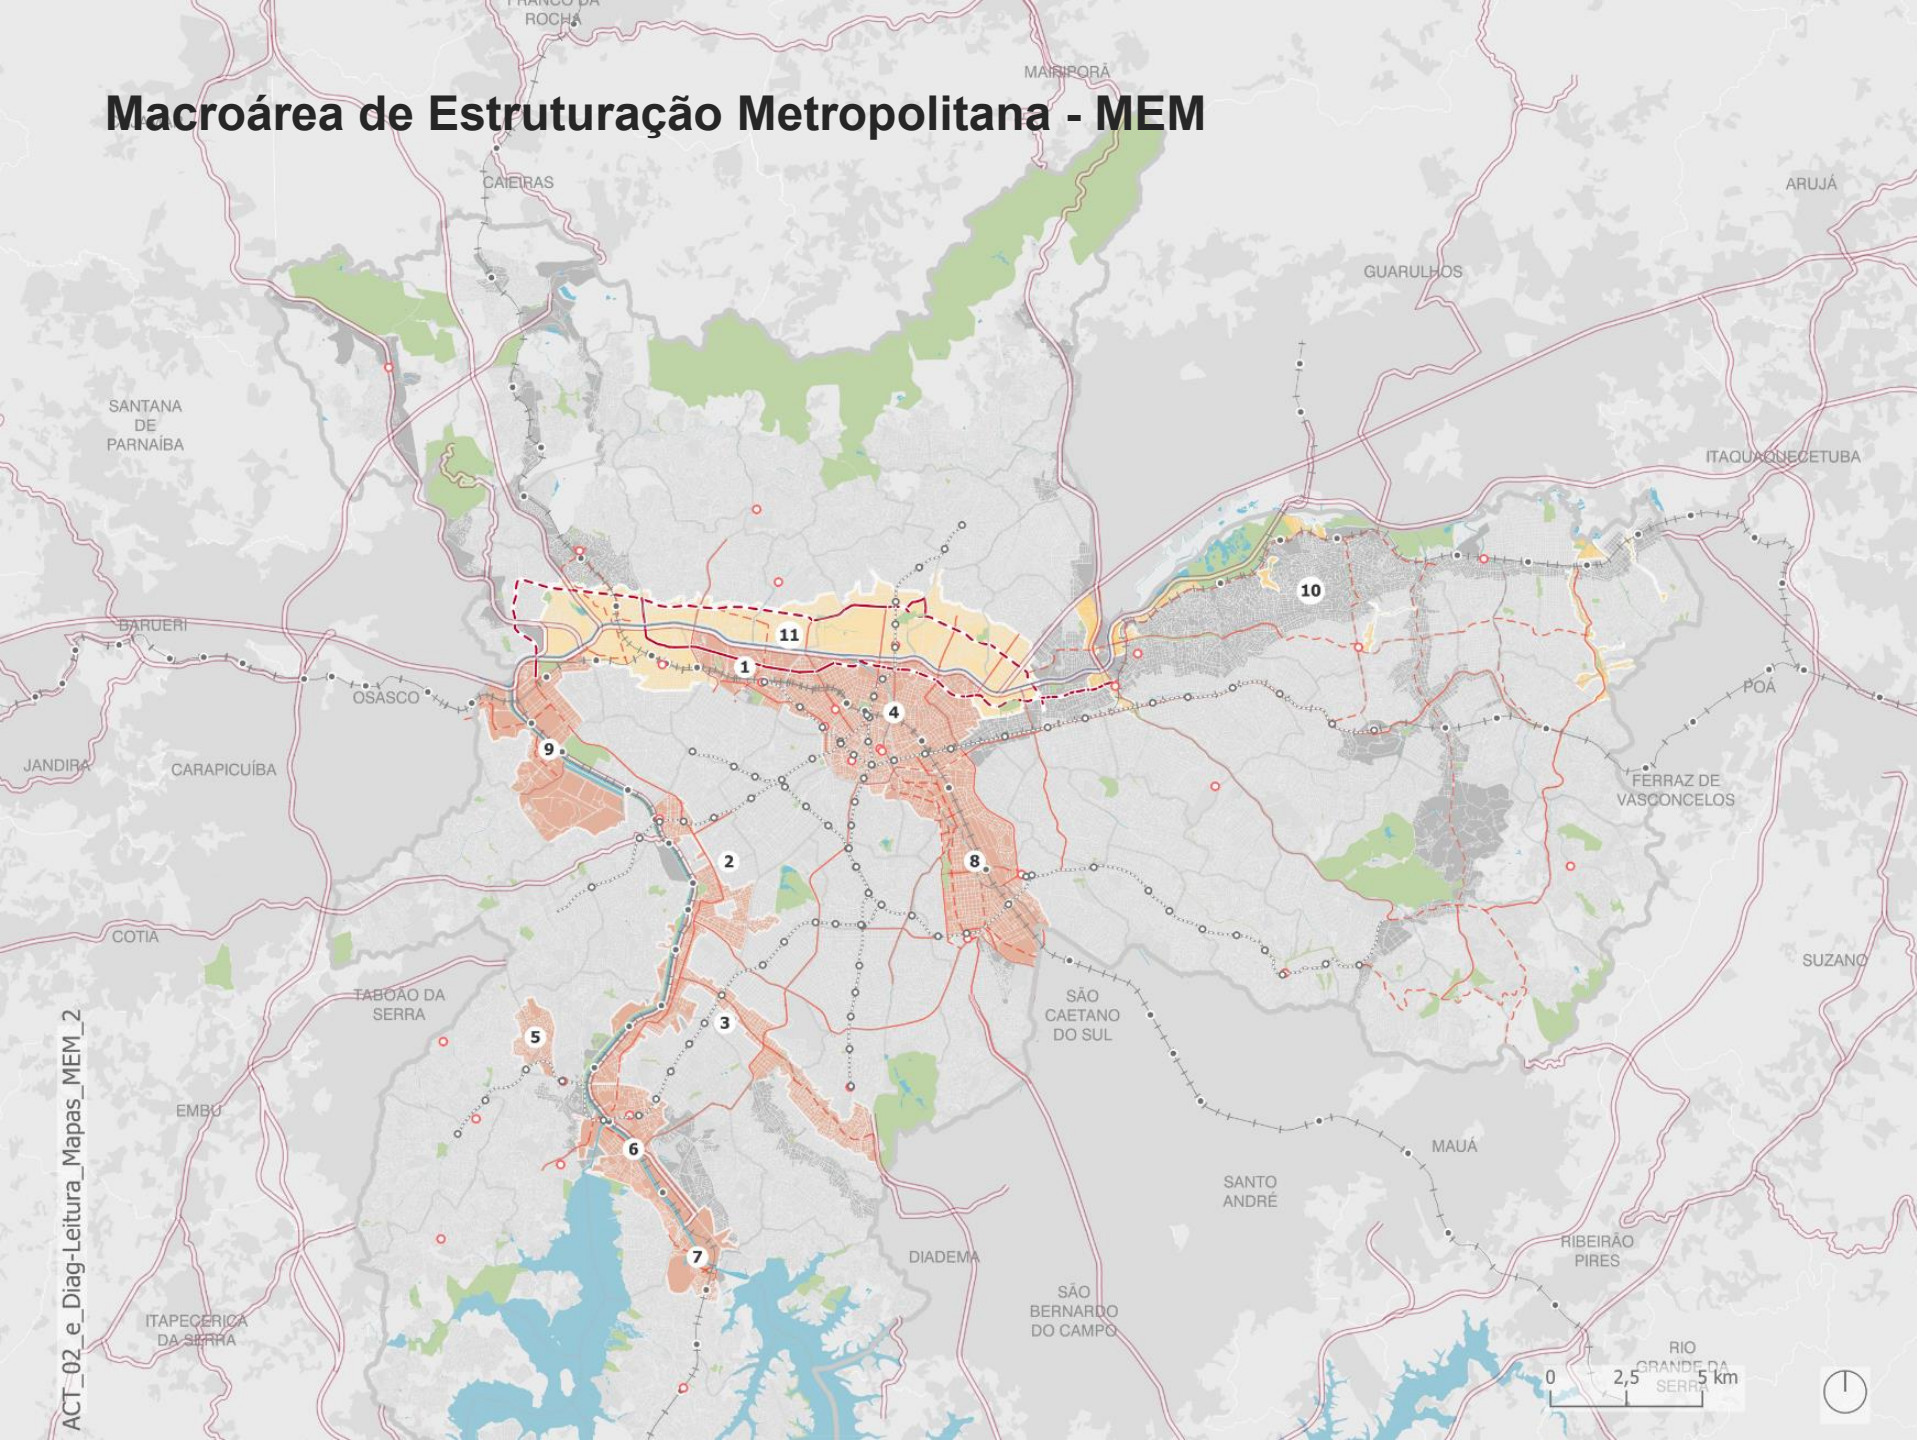 FRANCO DA
ROCHA
MAIRIPORÃ
Macroárea de Estruturação Metropolitana - MEM
CAIEIRAS
ARUJÁ
GUARULHOS
SANTANA
DE
PARNAÍBA
ITAQUAQUECETUBA
10
BARUERI
11
1
OSASCO
POÁ
4
9
JANDIRA
CARAPICUÍBA
FERRAZ DE
VASCONCELOS
2
8
COTIA
SUZANO
TABOÃO DA
SERRA
SÃO
CAETANO
DO SUL
3
5
EMBU
6
MAUÁ
SANTO
ANDRÉ
7
DIADEMA
RIBEIRÃO
PIRES
SÃO
BERNARDO
DO CAMPO
ITAPECERICA
DA SERRA
RIO
GRANDE DA
SERRA
0 2,5 5 km
ACT_02_e_Diag-Leitura_Mapas_MEM_2